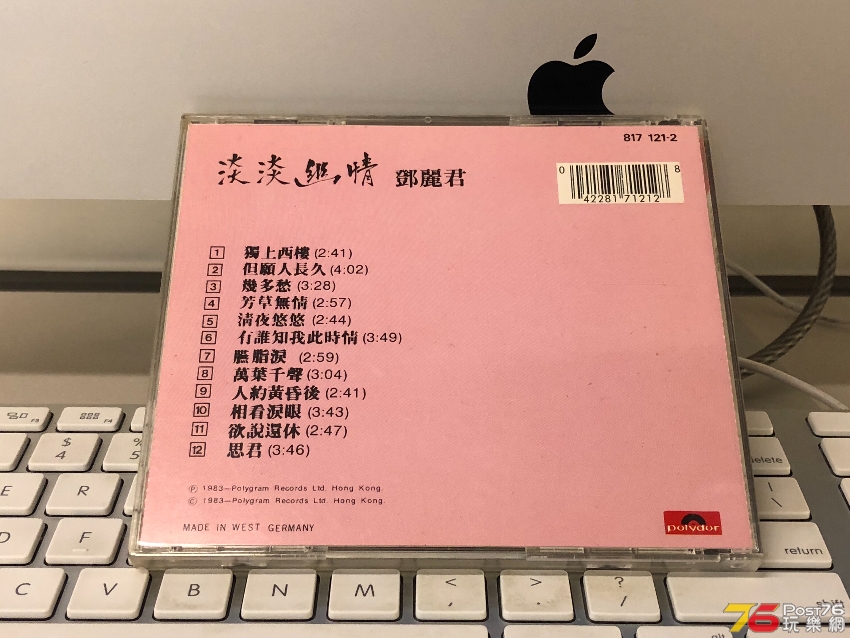 817 121-2
淡淡幽情 鄧麗君
0 42281 71212 8
1 獨上西樓 (2:41)
2 但願人長久 (4:02)
3 幾多愁 (3:28)
4 芳草無情 (2:57)
5 清夜悠悠 (2:44)
6 有誰知我此時情 (3:49)
7 胭脂淚 (2:59)
8 萬葉千聲 (3:04)
9 人約黃昏後 (2:41)
10 相看淚眼 (3:43)
11 欲說還休 (2:47)
12 思君 (3:46)
Ⓟ 1983—Polygram Records Ltd. Hong Kong.
© 1983—Polygram Records Ltd. Hong Kong.
MADE IN WEST GERMANY
polydor
F3
F4
$
4
%
5
E
R
delete
\
D
F
return
C
V
B
N
M
<
,
>
.
?
/
shift
76 Post76
玩樂網